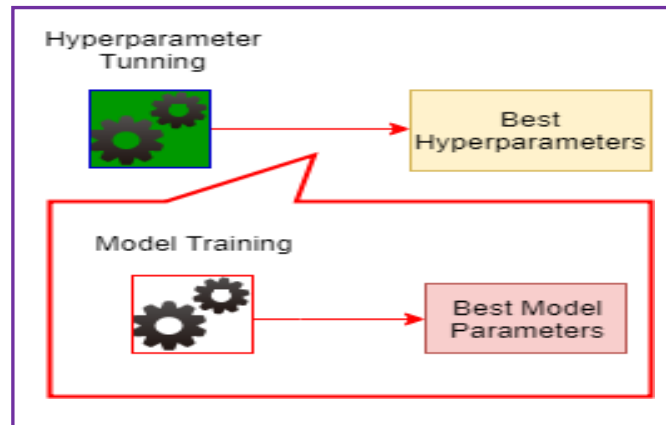 Hyperparameter
Tunning
Best
Hyperparameters
Model Training
Best Model
Parameters